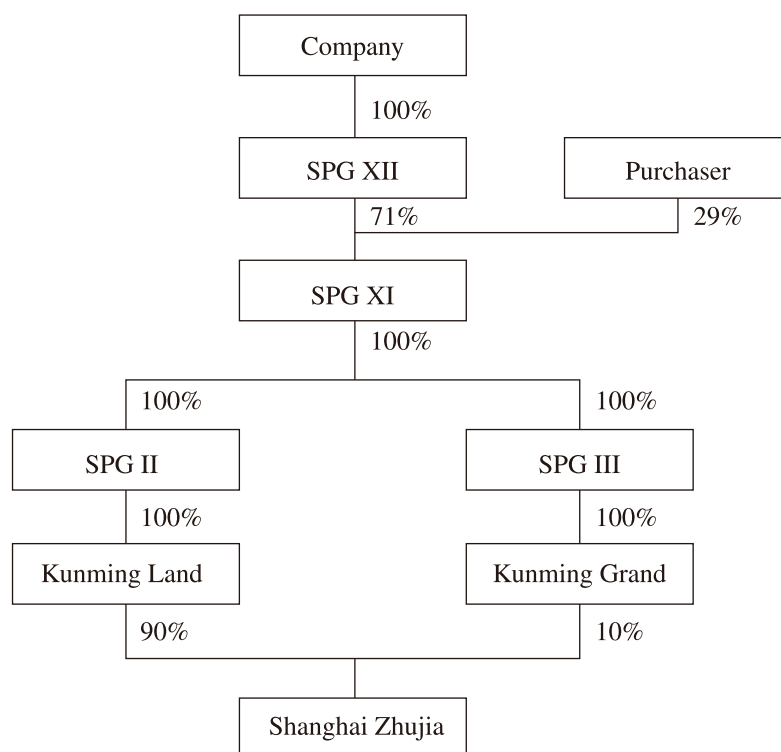 Company
100%
SPG XII
Purchaser
71%
29%
SPG XI
100%
100%
100%
SPG II
SPG III
100%
100%
Kunming Land
Kunming Grand
90%
10%
Shanghai Zhujia